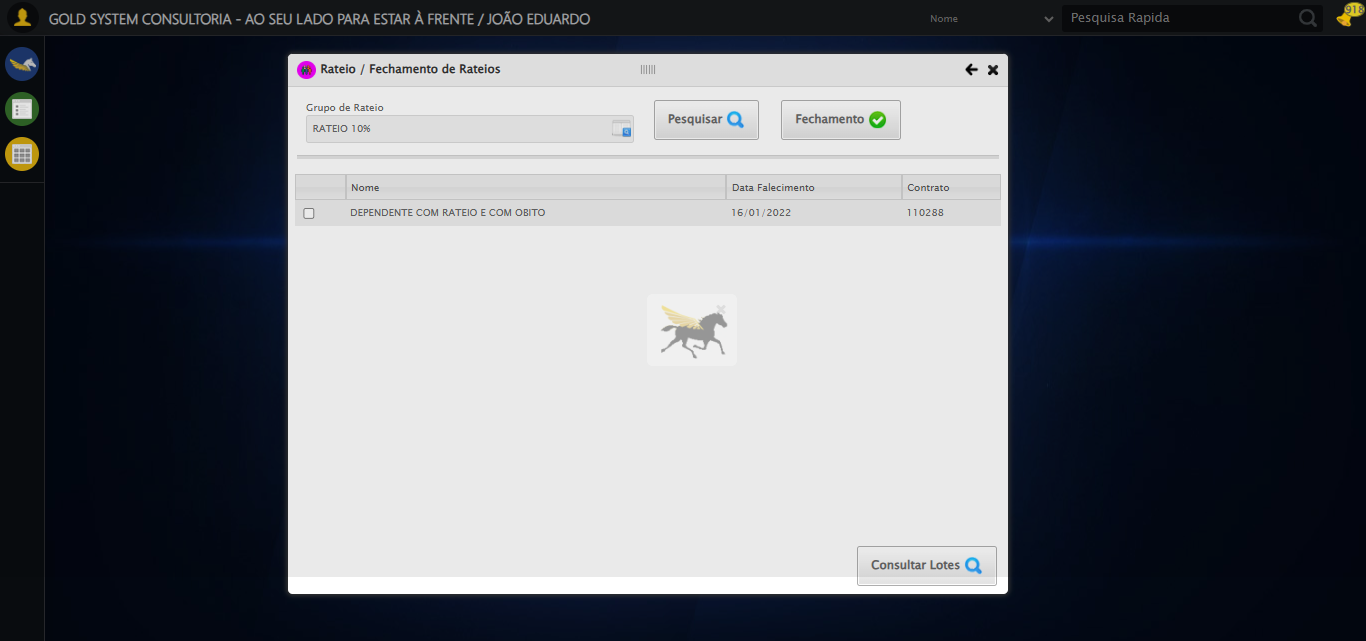 GOLD SYSTEM CONSULTORIA - AO SEU LADO PARA ESTAR À FRENTE / JOÃO EDUARDO
Nome
Pesquisa Rapida
918
Rateio / Fechamento de Rateios
Grupo de Rateio
RATEIO 10%
Pesquisar
Fechamento
Nome Data Falecimento Contrato
DEPENDENTE COM RATEIO E COM OBITO 16/01/2022 110288
Consultar Lotes